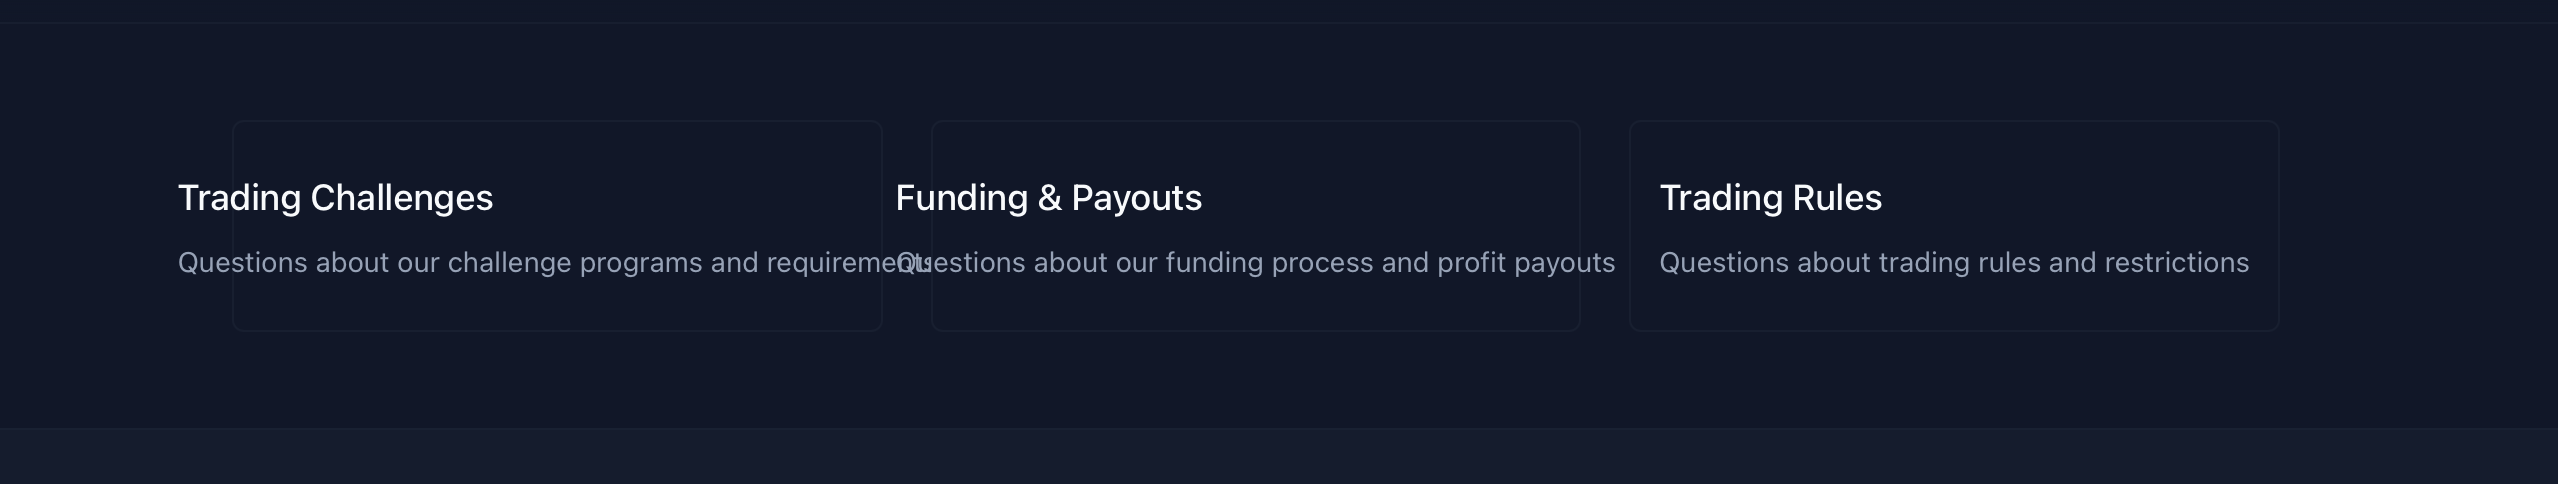 Trading Challenges
Questions about our challenge programs and requirements
Funding & Payouts
Questions about our funding process and profit payouts
Trading Rules
Questions about trading rules and restrictions